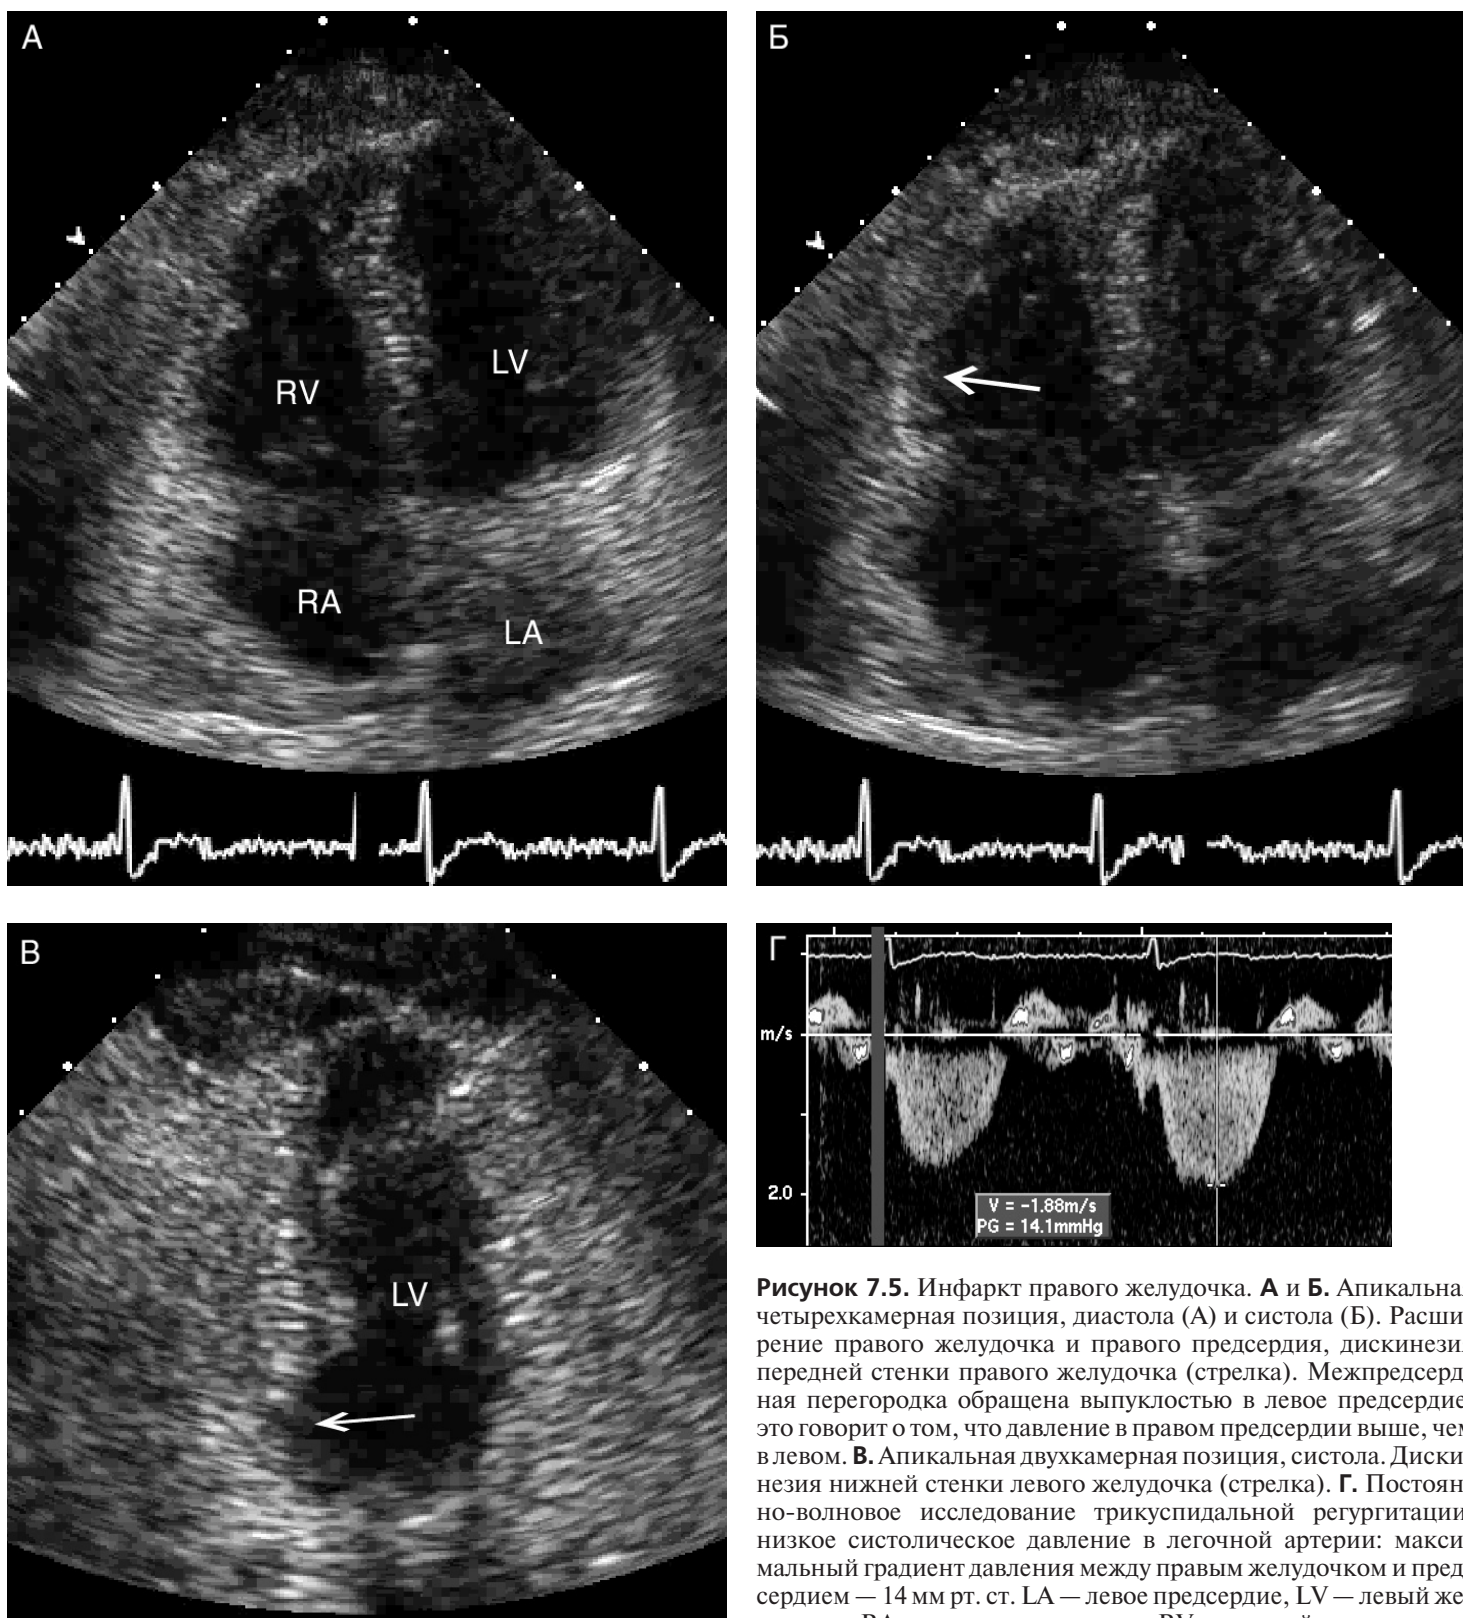 А
RV
LV
RA
LA
Б
В
LV
Г
m/s
2.0
V = -1.88m/s
PG = 14.1mmHg
Рисунок 7.5. Инфаркт правого желудочка. А и Б.
четырехкамерная позиция, диастола (А) и систола (Б). Расши-
рение правого желудочка и правого предсердия,
передней стенки правого желудочка (стрелка). Межпредсерд-
ная перегородка обращена выпуклостью в левое предсердие
это говорит о том, что давление в правом предсердии выше,
в левом. В. Апикальная двухкамерная позиция, систола. Диски-
незия нижней стенки левого желудочка (стрелка). Г. Постоян-
но-волновое исследование трикуспидальной регургитации
низкое систолическое давление в легочной артерии: макси-
мальный градиент давления между правым желудочком и пред-
сердием — 14 мм рт. ст. LA — левое предсердие, LV — левый же-